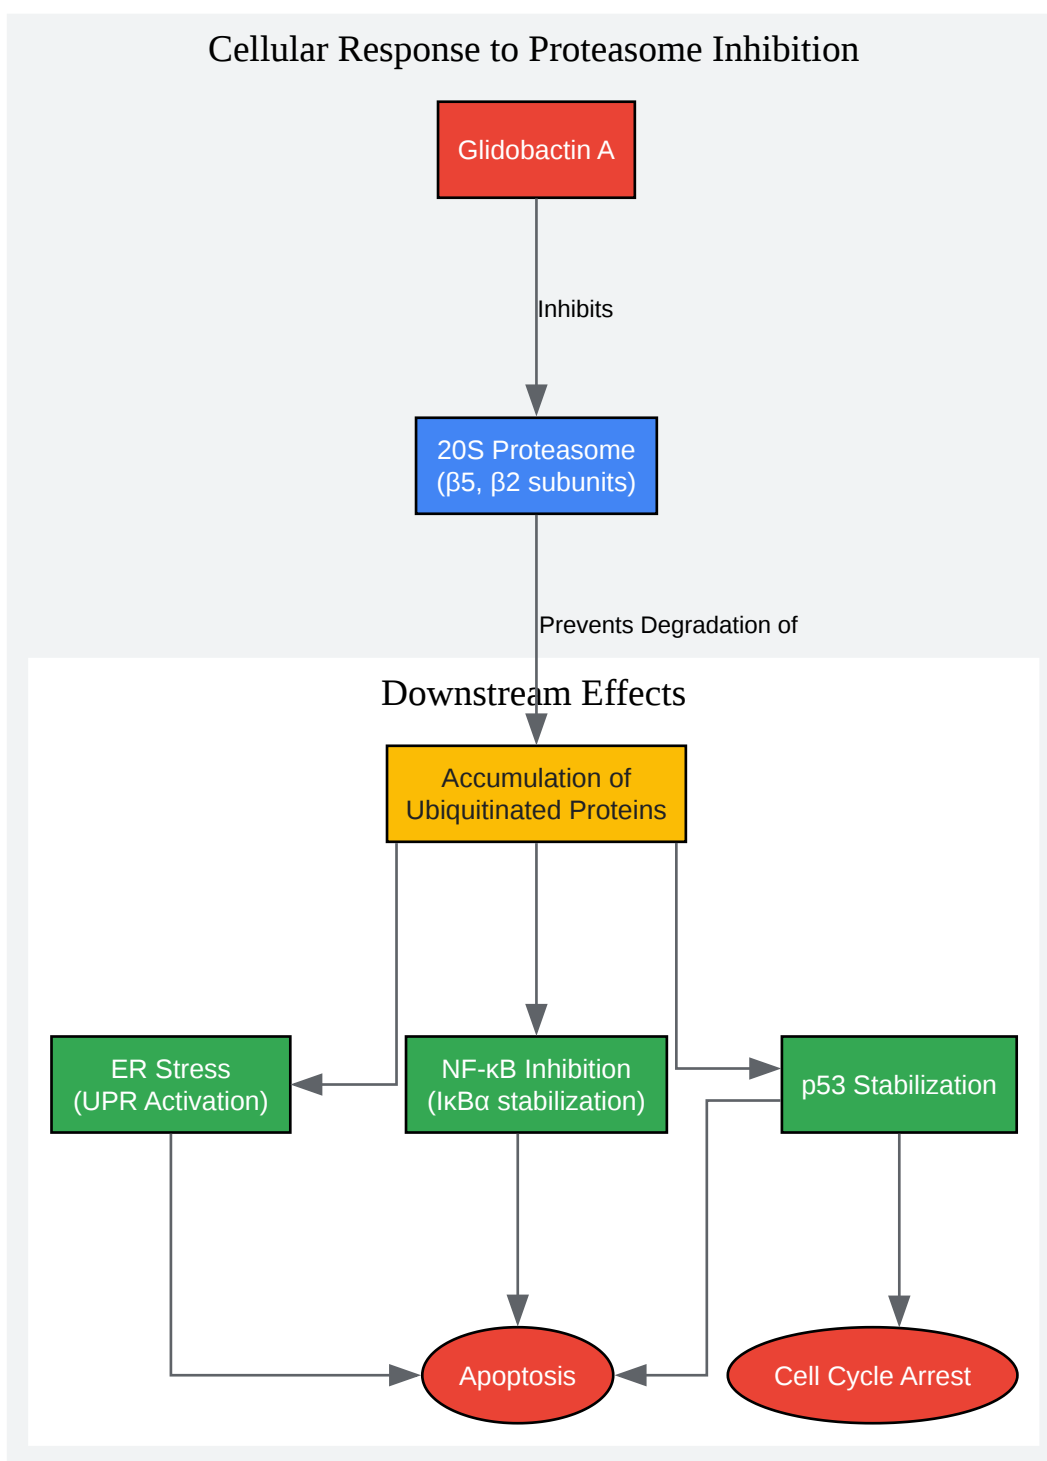 Cellular Response to Proteasome Inhibition
Glidobactin A
Inhibits
20S Proteasome
(β5, β2 subunits)
Prevents Degradation of
Downstream Effects
Accumulation of
Ubiquitinated Proteins
ER Stress
(UPR Activation)
NF-κB Inhibition
(IκBα stabilization)
p53 Stabilization
Apoptosis
Cell Cycle Arrest